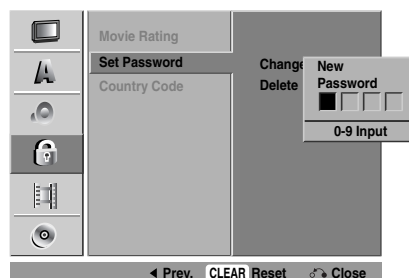 Movie Rating
Set Password
Country Code
Change
Delete
New
Password
0-9 Input
Prev. CLEAR Reset Close